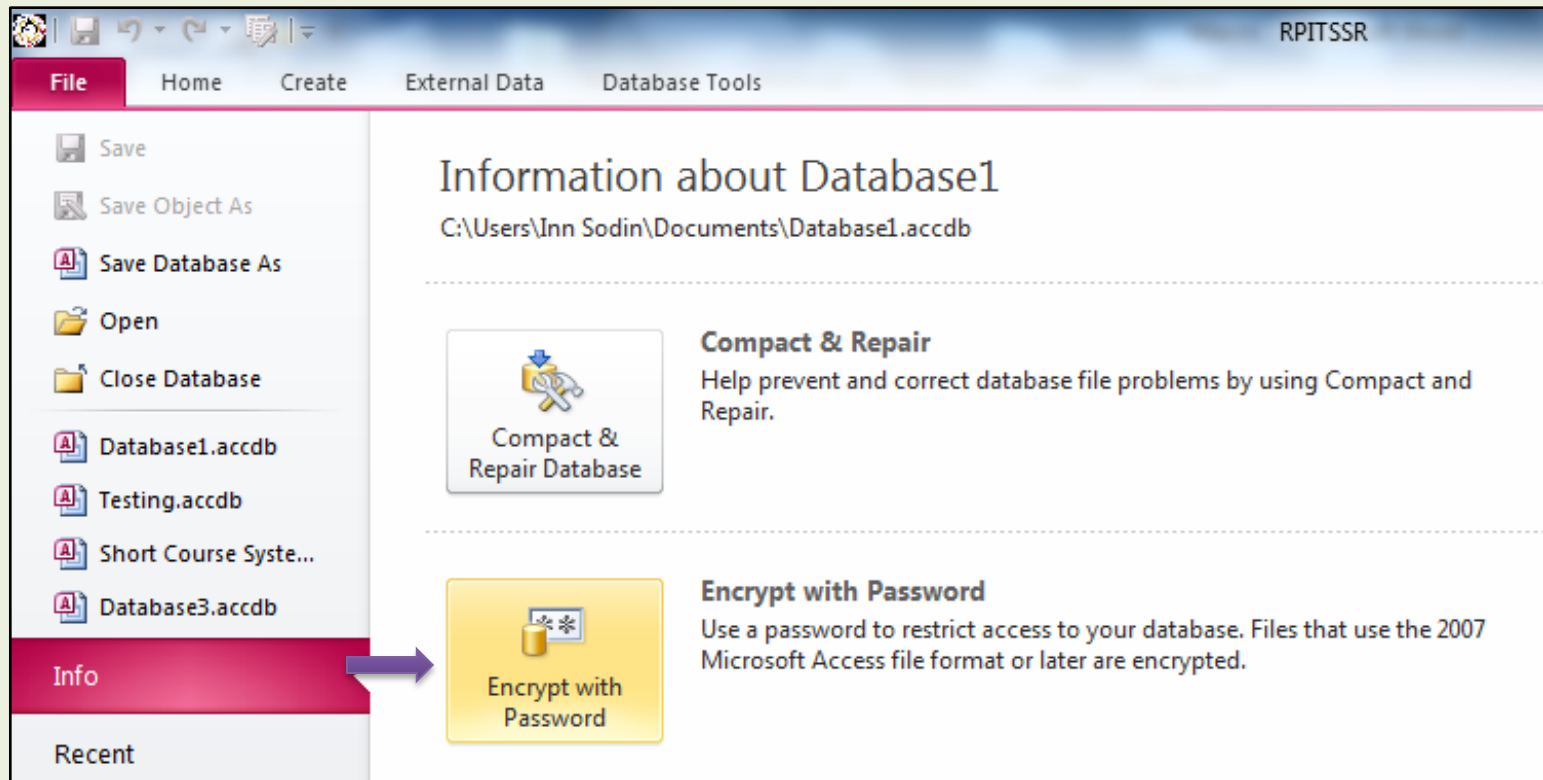 RPITSSR
File Home Create External Data Database Tools
Save
Save Object As
Save Database As
Open
Close Database
Database1.accdb
Testing.accdb
Short Course Syste...
Database3.accdb
Info
Recent
Information about Database1
C:\Users\Inn Sodin\Documents\Database1.accdb
Compact &
Repair Database
Compact & Repair
Help prevent and correct database file problems by using Compact and
Repair.
Encrypt with
Password
Encrypt with Password
Use a password to restrict access to your database. Files that use the 2007
Microsoft Access file format or later are encrypted.